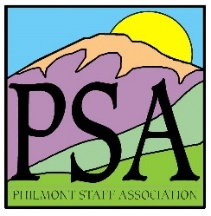 PSA
PHILMONT STAFF ASSOCIATION